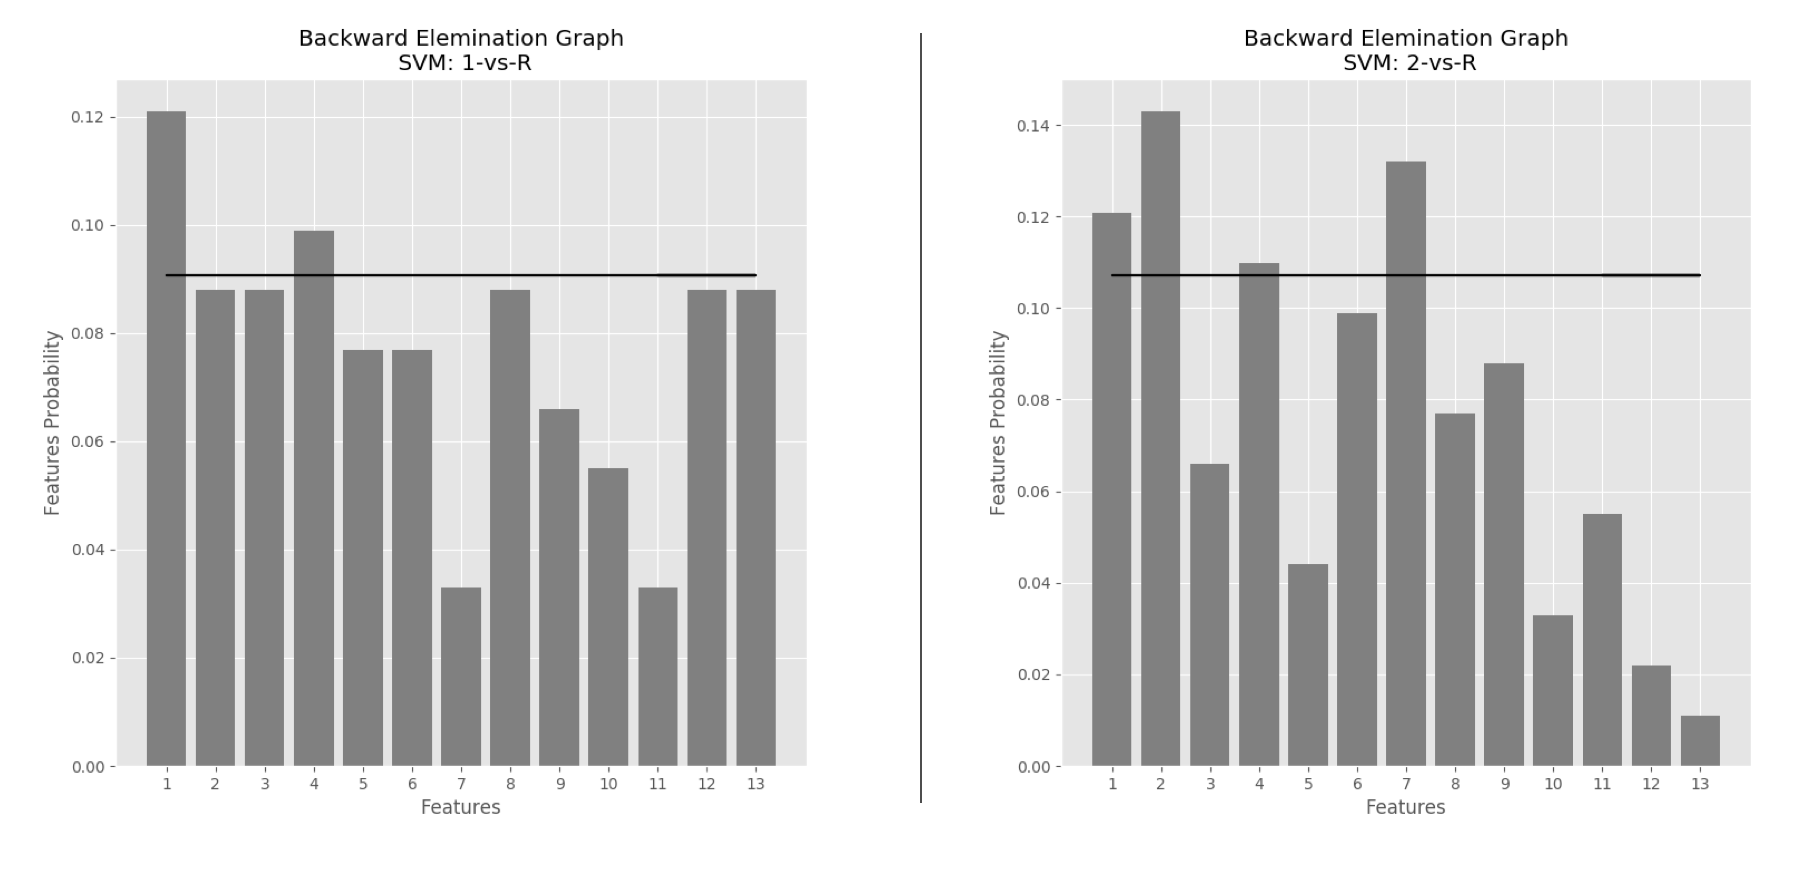 Backward Elemination Graph
SVM: 1-vs-R
0.12
0.10
0.08
0.06
0.04
0.02
0.00
Features Probability
1 2 3 4 5 6 7 8 9 10 11 12 13
Features
Backward Elemination Graph
SVM: 2-vs-R
0.14
0.12
0.10
0.08
0.06
0.04
0.02
0.00
Features Probability
1 2 3 4 5 6 7 8 9 10 11 12 13
Features